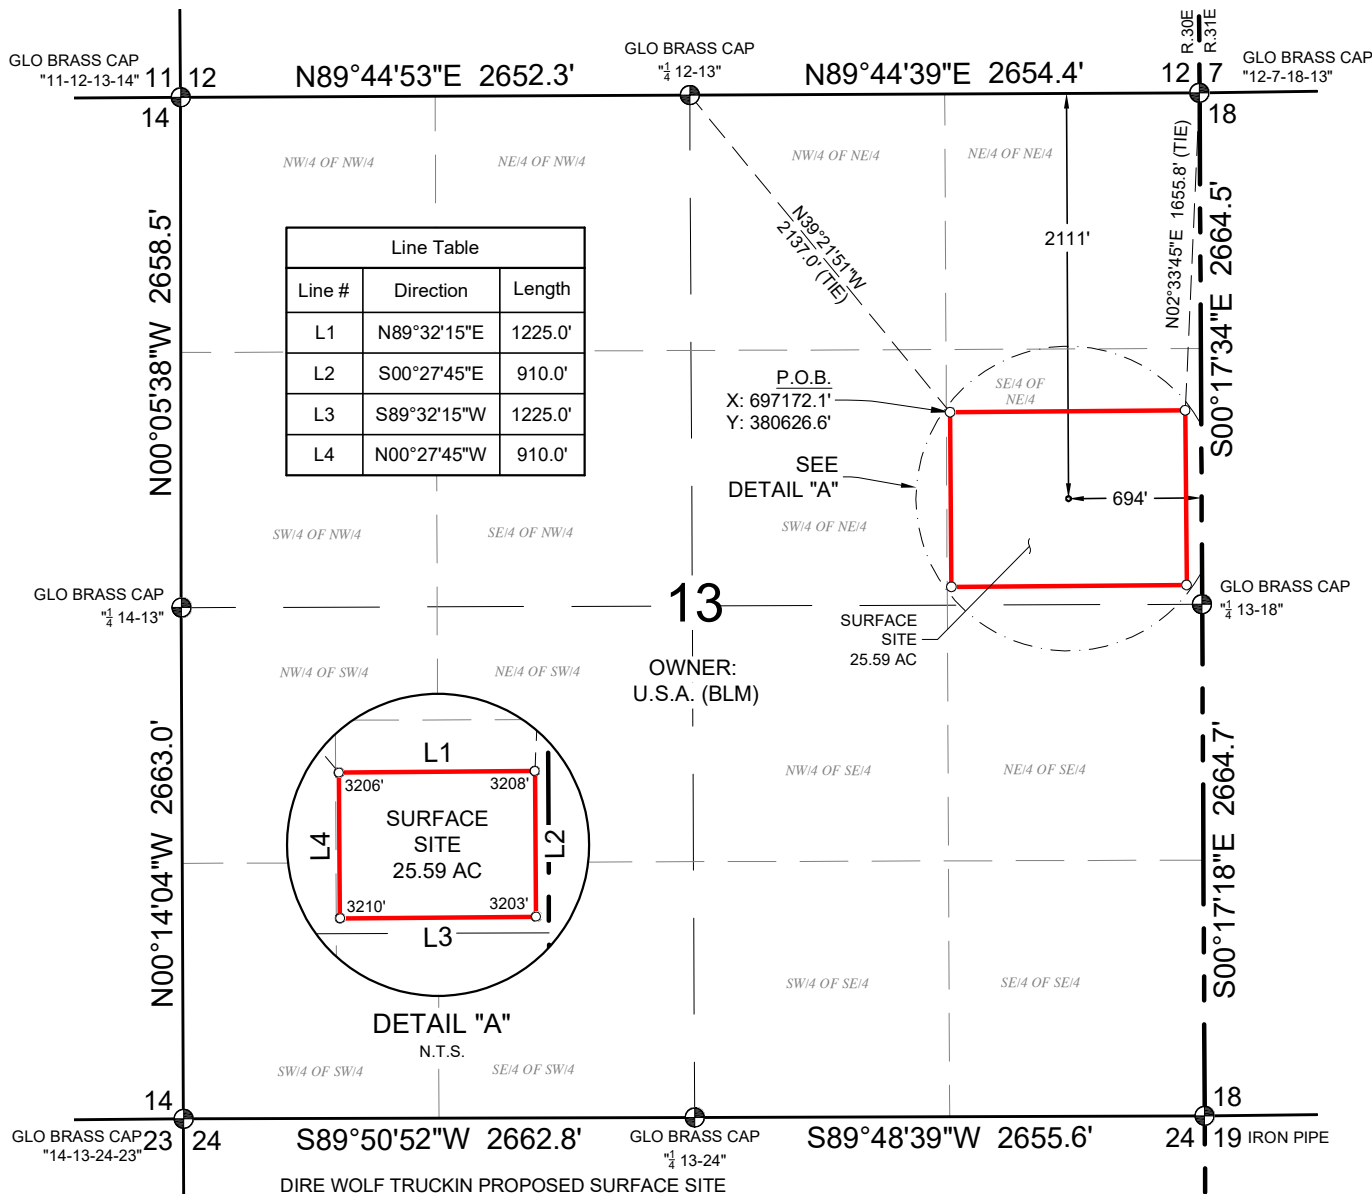 R.30E
R.31E
GLO BRASS CAP
"11-12-13-14"
11 12
14
N89°44'53"E 2652.3'
GLO BRASS CAP
"1/4 12-13"
N89°44'39"E 2654.4'
12 7
18
GLO BRASS CAP
"12-7-18-13"
NW/4 OF NW/4
NE/4 OF NW/4
NW/4 OF NE/4
NE/4 OF NE/4
N00°05'38"W 2658.5'
Line Table
Line # Direction Length
L1 N89°32'15"E 1225.0'
L2 S00°27'45"E 910.0'
L3 S89°32'15"W 1225.0'
L4 N00°27'45"W 910.0'
N39°21'51"W
2137.0' (TIE)
2111'
N02°33'45"E 1655.8' (TIE)
S00°17'34"E 2664.5'
P.O.B.
X: 697172.1'
Y: 380626.6'
SE/4 OF
NE/4
SEE
DETAIL "A"
694'
SW/4 OF NW/4
SE/4 OF NW/4
SW/4 OF NE/4
GLO BRASS CAP
"1/4 14-13"
13
GLO BRASS CAP
"1/4 13-18"
SURFACE
SITE
25.59 AC
OWNER:
U.S.A. (BLM)
NW/4 OF SW/4
NE/4 OF SW/4
NW/4 OF SE/4
NE/4 OF SE/4
N00°14'04"W 2663.0'
L1
3206'
3208'
SURFACE
SITE
25.59 AC
L4
L2
3210'
3203'
L3
DETAIL "A"
N.T.S.
S00°17'18"E 2664.7'
SW/4 OF SE/4
SE/4 OF SE/4
SW/4 OF SW/4
SE/4 OF SW/4
14
GLO BRASS CAP
"14-13-24-23"
23 24
S89°50'52"W 2662.8'
GLO BRASS CAP
"1/4 13-24"
S89°48'39"W 2655.6'
18
24 19
IRON PIPE
DIRE WOLF TRUCKIN PROPOSED SURFACE SITE